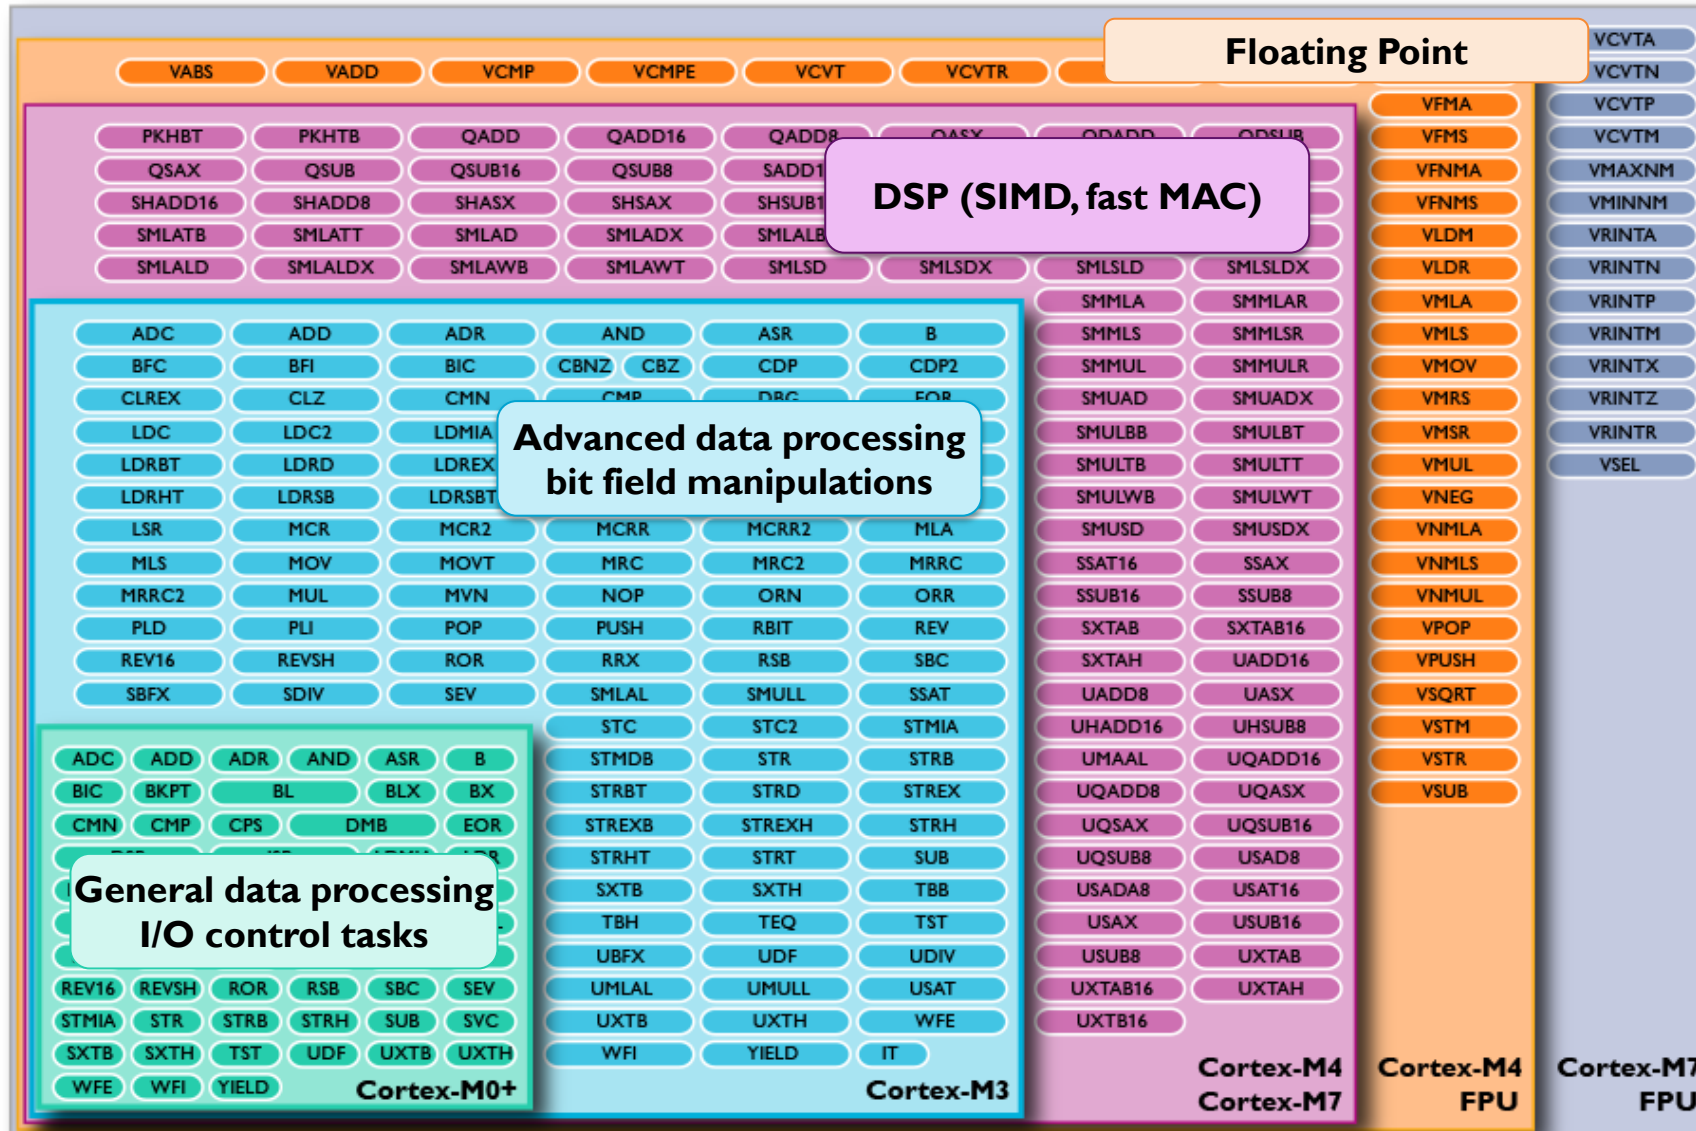 VCVTA
Floating Point
VABS VADD VCMP VCMPE VCVT VCVTR VCVTN
VFMA VCVTP
PKHBT PKHTB QADD QADD16 QADD8 QASX QDADD QDSUB VFMS VCVTM
QSAX QSUB QSUB16 QSUB8 VFNMA VMAXNM
DSP (SIMD, fast MAC)
SHADD16 SHADD8 SHASX SHSAX VFNMS VMINNM
SMLATB SMLATT SMLAD SMLADX VLDM VRINTA
SMLALD SMLALDX SMLAWB SMLAWT SMLSD SMLSDX SMLSLD SMLSLDX VLDR VRINTN
SMMLA SMMLAR VMLA VRINTP
ADC ADD ADR AND ASR B SMMLS SMMLSR VMLS VRINTM
BFC BFI BIC CBNZ CBZ CDP CDP2 SMMUL SMMULR VMOV VRINTX
CLREX CLZ CMN CMP DBG EOR SMUAD SMUADX VMRS VRINTZ
LDC LDC2 LDMIA SMULBB SMULBT VMSR VRINTR
Advanced data processing
bit field manipulations
LDRBT LDRD LDREX SMULTB SMULTT VMUL VSEL
LDRHT LDRSB LDRSBT SMULWB SMULWT VNEG
LSR MCR MCR2 MCRR MCRR2 MLA SMUSD SMUSDX VNMLA
MLS MOV MOVT MRC MRC2 MRRC SSAT16 SSAX VNMLS
MRRC2 MUL MVN NOP ORN ORR SSUB16 SSUB8 VNMUL
PLD PLI POP PUSH RBIT REV SXTAB SXTAB16 VPOP
REV16 REVSH ROR RRX RSB SBC SXTAH UADD16 VPUSH
SBFX SDIV SEV SMLAL SMULL SSAT UADD8 UASX VSQRT
STC STC2 STMIA UHADD16 UHSUB8 VSTM
ADC ADD ADR AND ASR B STMDB STR STRB UMAAL UQADD16 VSTR
BIC BKPT BL BLX BX STRBT STRD STREX UQADD8 UQASX VSUB
CMN CMP CPS DMB EOR STREXB STREXH STRH UQSAX UQSUB16
STRHT STRT SUB UQSUB8 USAD8
General data processing
I/O control tasks
SXTB SXTH TBB USADA8 USAT16
TBH TEQ TST USAX USUB16
UBFX UDF UDIV USUB8 UXTAB
REV16 REVSH ROR RSB SBC SEV UMLAL UMULL USAT UXTAB16 UXTAH
STMIA STR STRB STRH SUB SVC UXTB UXTH WFE UXTB16
SXTB SXTH TST UDF UXTB UXTH WFI YIELD IT
WFE WFI YIELD Cortex-M0+ Cortex-M3
Cortex-M4 Cortex-M4 Cortex-M7
Cortex-M7 FPU FPU